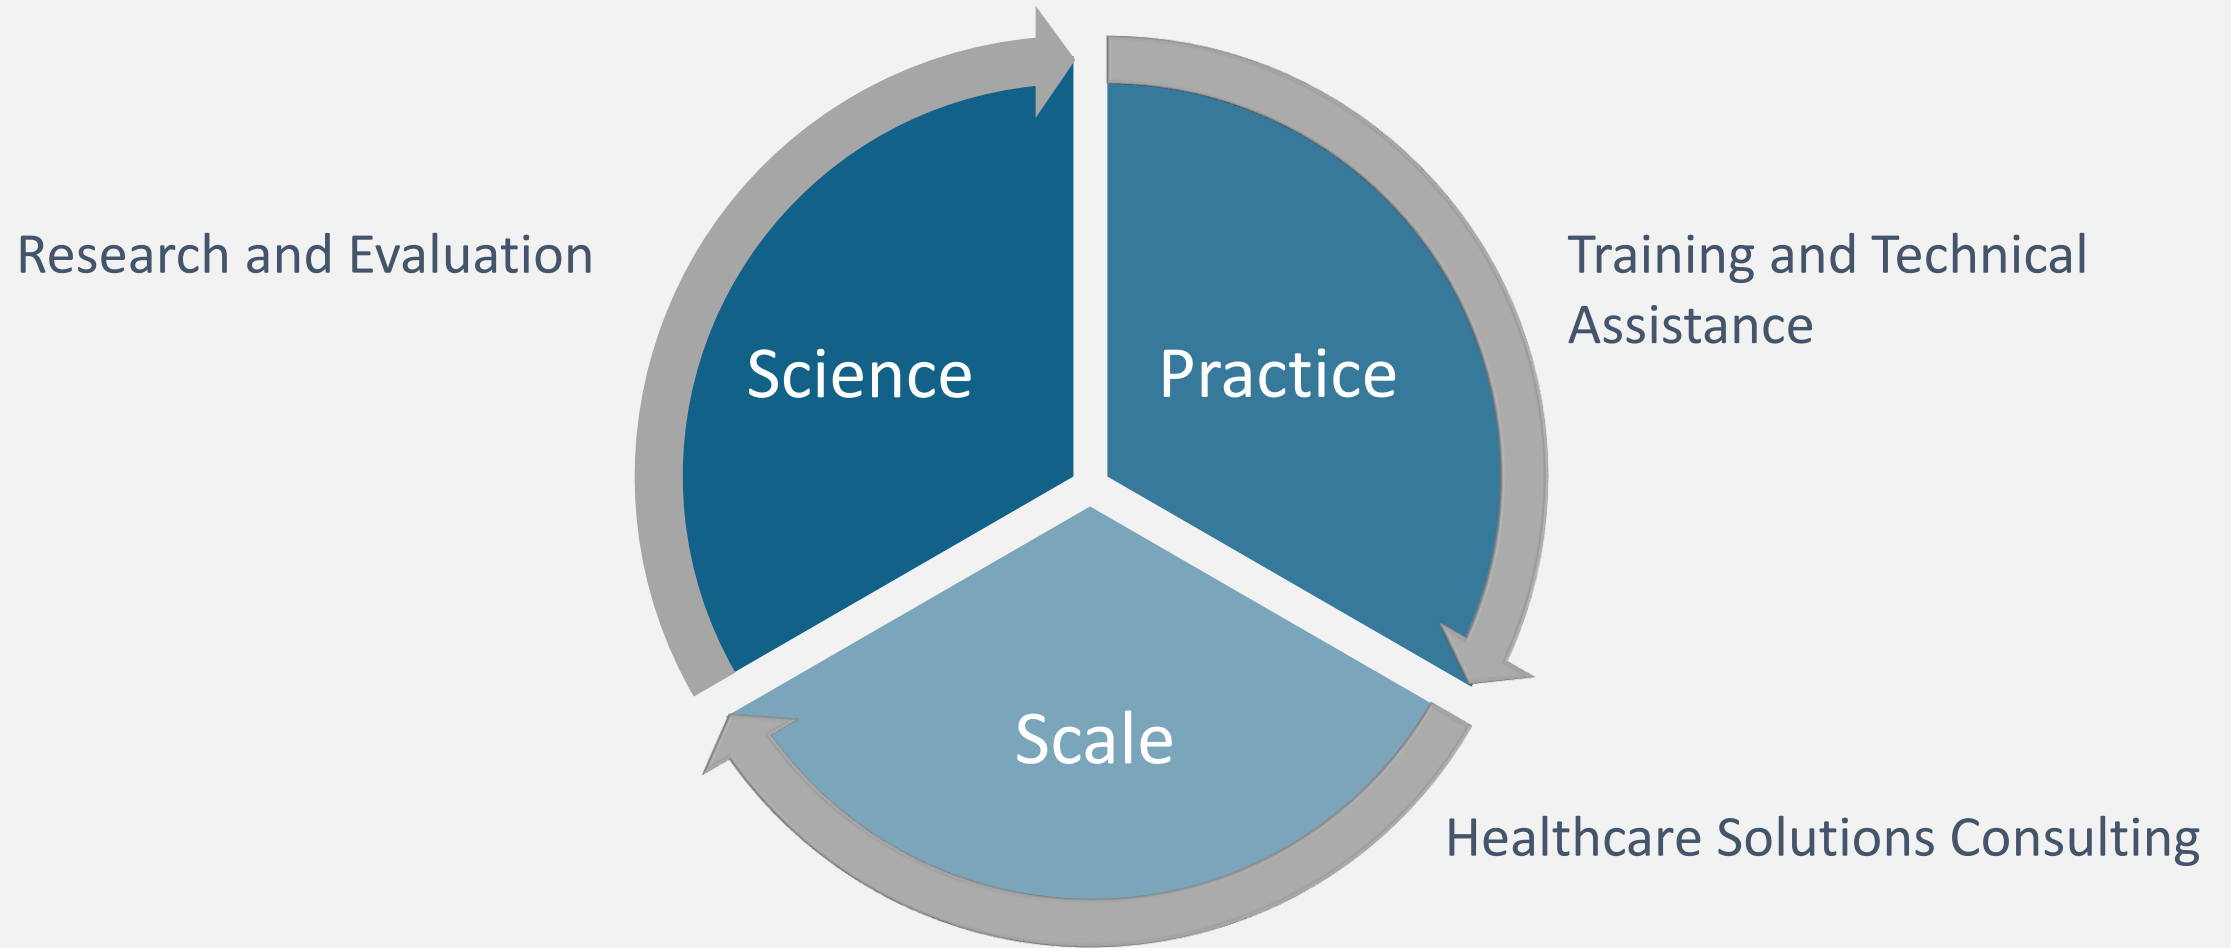 Research and Evaluation
Training and Technical
Assistance
Science
Practice
Scale
Healthcare Solutions Consulting